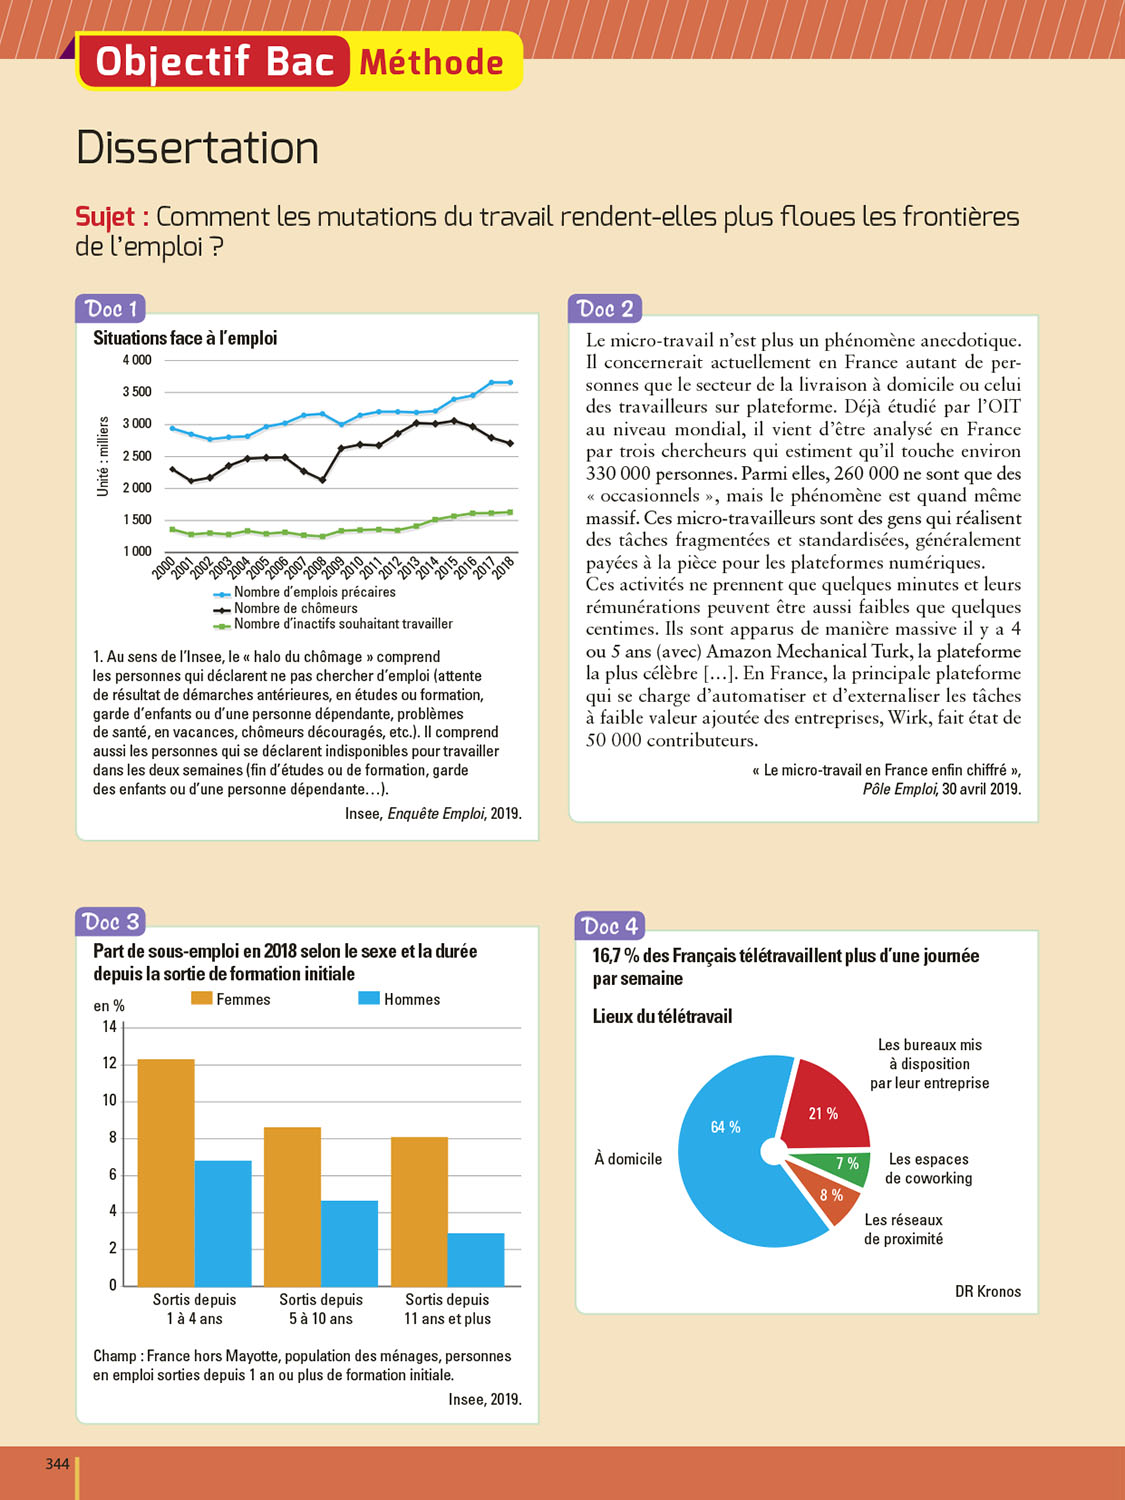 Objectif Bac Méthode
Dissertation
Sujet : Comment les mutations du travail rendent-elles plus floues les frontières
de l'emploi ?
Doc 1
Situations face à l'emploi
Unité : milliers
4 000
3 500
3 000
2 500
2 000
1 500
1 000
2000 2001 2002 2003 2004 2005 2006 2007 2008 2009 2010 2011 2012 2013 2014 2015 2016 2017 2018
Nombre d'emplois précaires
Nombre de chômeurs
Nombre d'inactifs souhaitant travailler
1. Au sens de l'Insee, le « halo du chômage » comprend
les personnes qui déclarent ne pas chercher d'emploi (attente
de résultat de démarches antérieures, en études ou formation,
garde d'enfants ou d'une personne dépendante, problèmes
de santé, en vacances, chômeurs découragés, etc.). Il comprend
aussi les personnes qui se déclarent indisponibles pour travailler
dans les deux semaines (fin d'études ou de formation, garde
des enfants ou d'une personne dépendante…).
Insee, Enquête Emploi, 2019.
Doc 2
Le micro-travail n'est plus un phénomène anecdotique.
Il concernerait actuellement en France autant de per-
sonnes que le secteur de la livraison à domicile ou celui
des travailleurs sur plateforme. Déjà étudié par l'OIT
au niveau mondial, il vient d'être analysé en France
par trois chercheurs qui estiment qu'il touche environ
330 000 personnes. Parmi elles, 260 000 ne sont que des
« occasionnels », mais le phénomène est quand même
massif. Ces micro-travailleurs sont des gens qui réalisent
des tâches fragmentées et standardisées, généralement
payées à la pièce pour les plateformes numériques.
Ces activités ne prennent que quelques minutes et leurs
rémunérations peuvent être aussi faibles que quelques
centimes. Ils sont apparus de manière massive il y a 4
ou 5 ans (avec) Amazon Mechanical Turk, la plateforme
la plus célèbre […]. En France, la principale plateforme
qui se charge d'automatiser et d'externaliser les tâches
à faible valeur ajoutée des entreprises, Wirk, fait état de
50 000 contributeurs.
« Le micro-travail en France enfin chiffré »,
Pôle Emploi, 30 avril 2019.
Doc 3
Part de sous-emploi en 2018 selon le sexe et la durée
depuis la sortie de formation initiale
en %
Femmes
Hommes
14
12
10
8
6
4
2
0
Sortis depuis
1 à 4 ans
Sortis depuis
5 à 10 ans
Sortis depuis
11 ans et plus
Champ : France hors Mayotte, population des ménages, personnes
en emploi sorties depuis 1 an ou plus de formation initiale.
Insee, 2019.
Doc 4
16,7 % des Français télétravaillent plus d'une journée
par semaine
Lieux du télétravail
Les bureaux mis
à disposition
par leur entreprise
21 %
64 %
À domicile
7 %
Les espaces
de coworking
8 %
Les réseaux
de proximité
DR Kronos
344